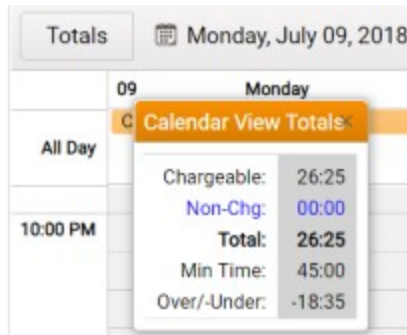 Totals
Monday, July 09, 2018
09 Monday
C
Calendar View Totals ×
All Day
Chargeable: 26:25
Non-Chg: 00:00
10:00 PM
Total: 26:25
Min Time: 45:00
Over/-Under: -18:35